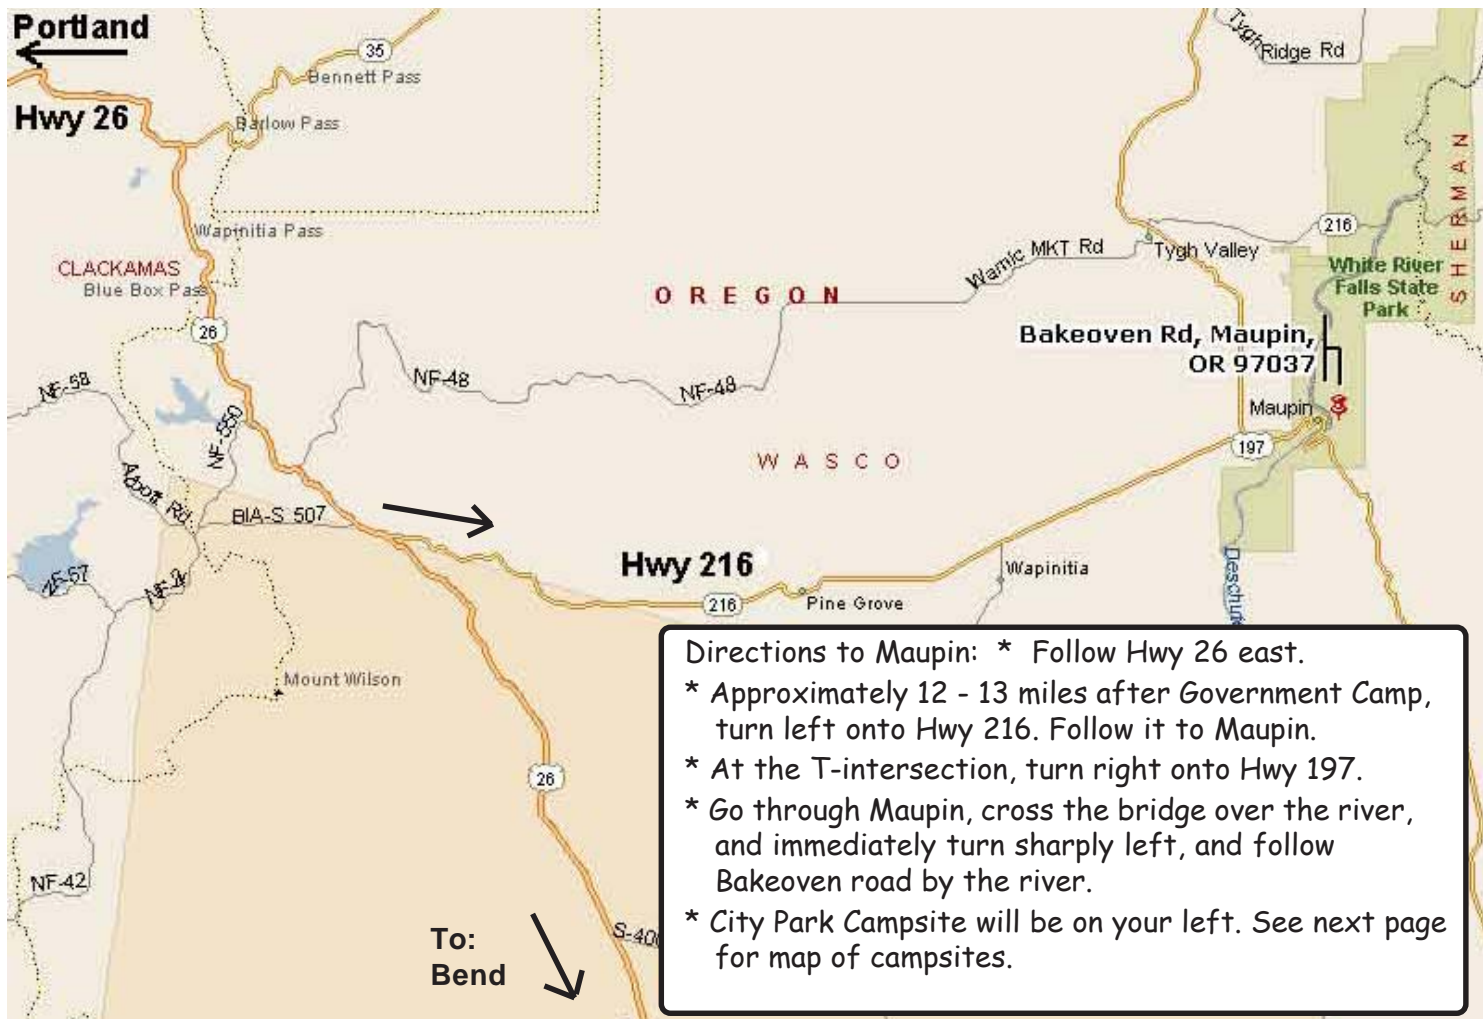 Portland
35
Bennett Pass
Hwy 26
Barlow Pass
Tygh
Ridge Rd
SHERMAN
Wapinitia Pass
216
CLACKAMAS
Blue Box Pass
Wamic MKT Rd
Tygh Valley
White River
Falls State
Park
OREGON
26
Bakeoven Rd, Maupin,
OR 97037
NF-58
NF-48
NF-48
Maupin
NF-550
197
WASCO
Abbott Rd
BIA-S 507
Hwy 216
Wapinitia
NF-57
216
Pine Grove
Mount Wilson
26
NF-42
To:
Bend
Directions to Maupin: * Follow Hwy 26 east.
* Approximately 12 - 13 miles after Government Camp,
turn left onto Hwy 216. Follow it to Maupin.
* At the T-intersection, turn right onto Hwy 197.
* Go through Maupin, cross the bridge over the river,
and immediately turn sharply left, and follow
Bakeoven road by the river.
* City Park Campsite will be on your left. See next page
for map of campsites.